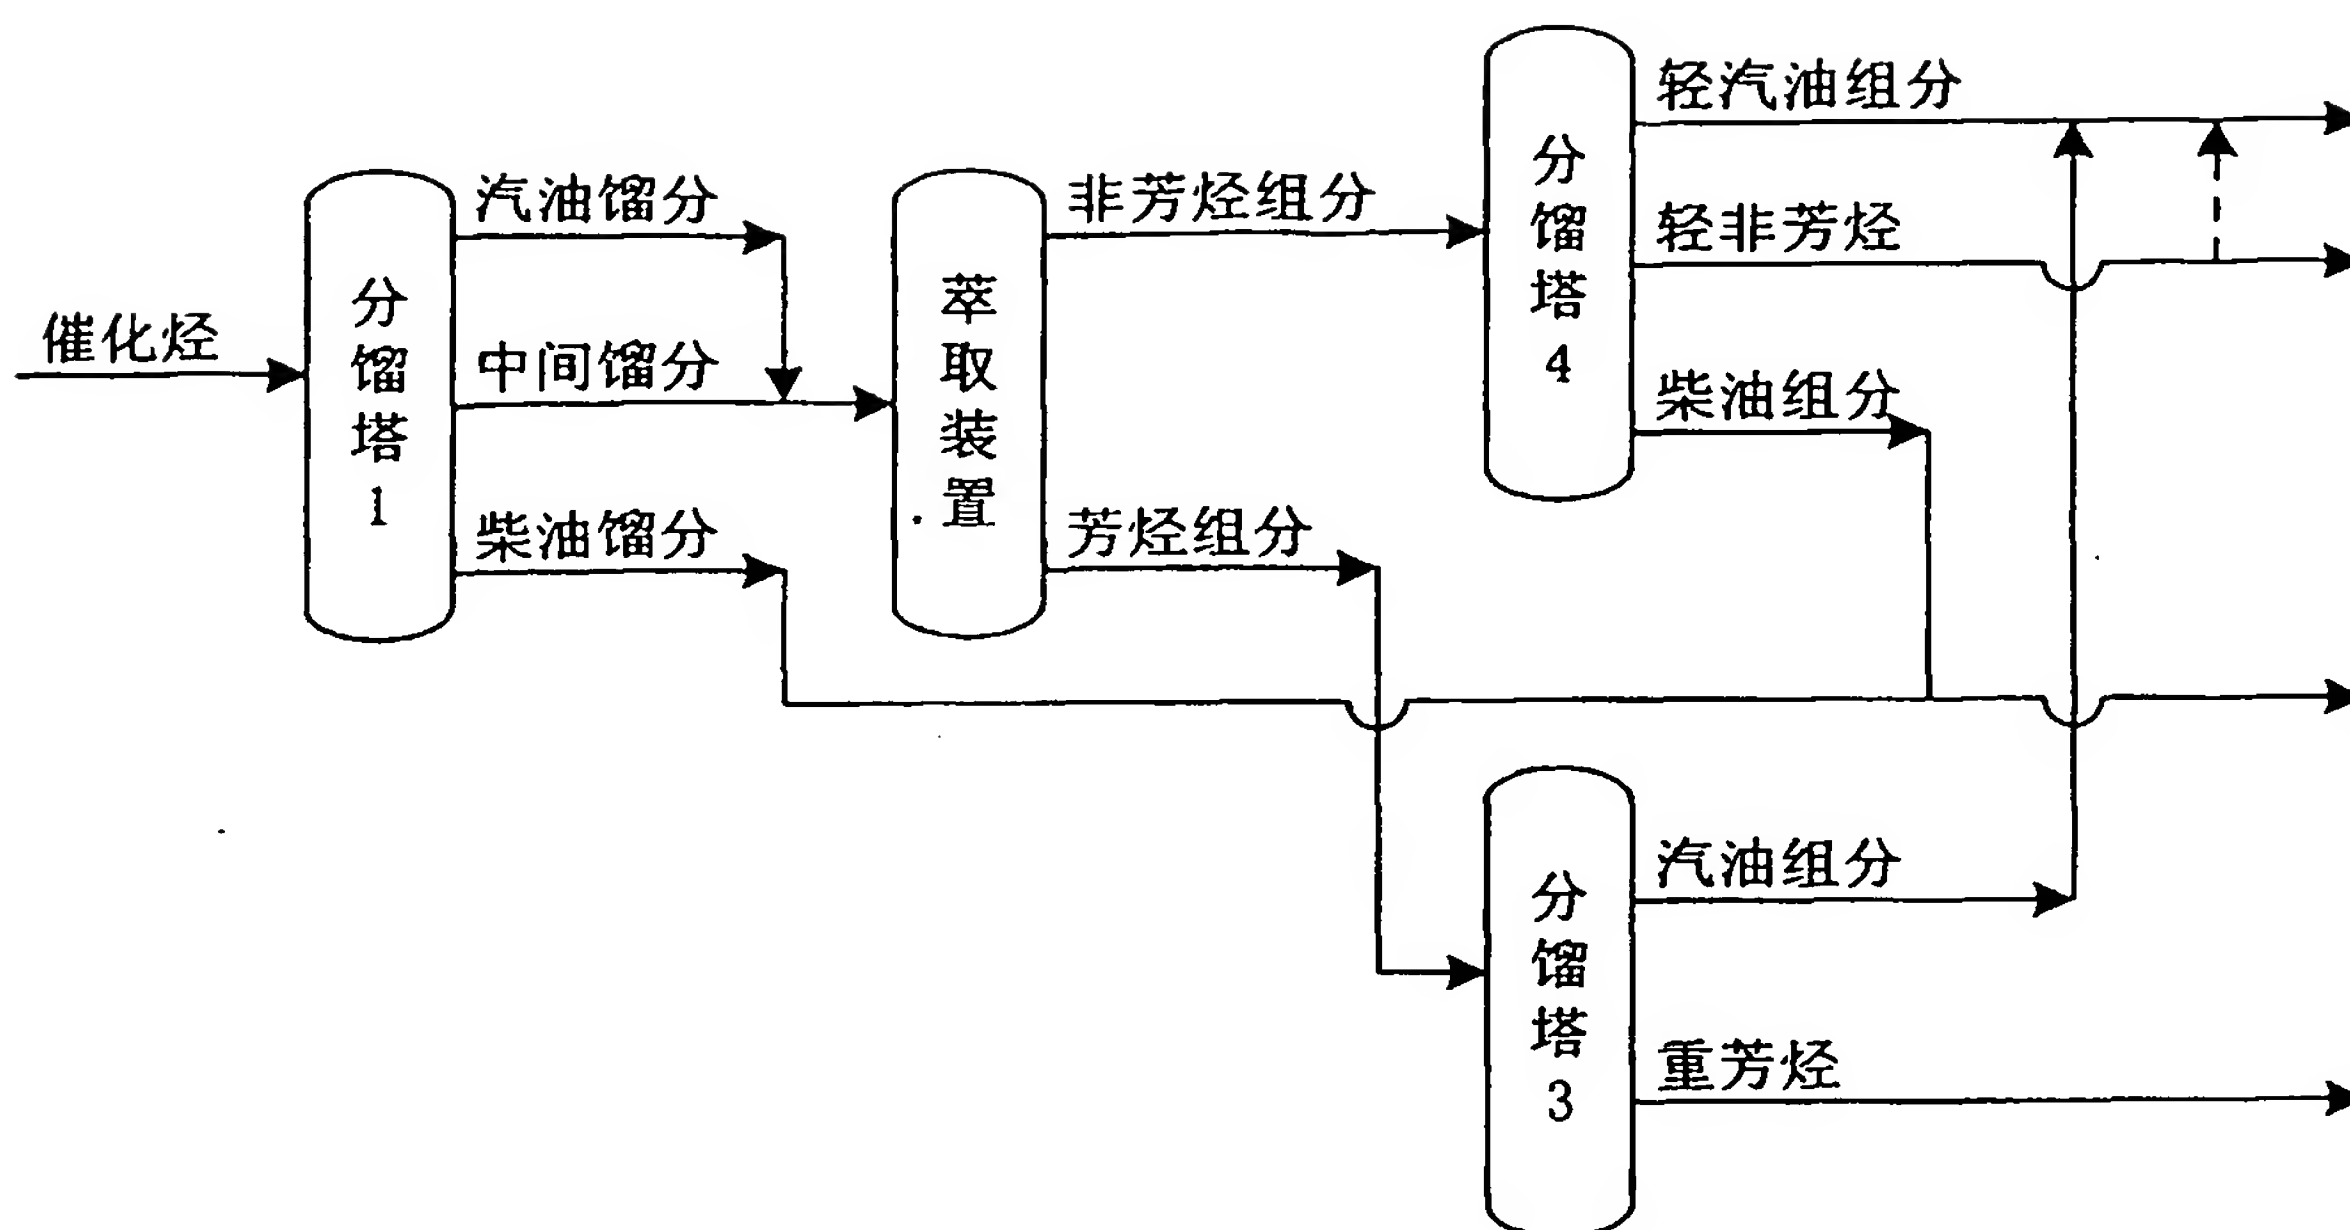 催化烃
分馏塔1
汽油馏分
中间馏分
柴油馏分
萃取装置
非芳烃组分
芳烃组分
分馏塔4
轻汽油组分
轻非芳烃
柴油组分
分馏塔3
汽油组分
重芳烃